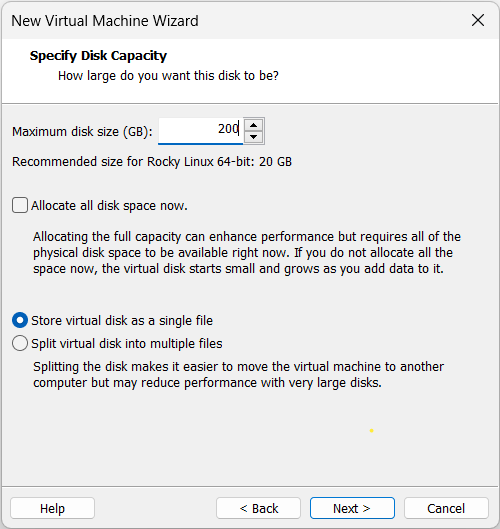 New Virtual Machine Wizard
Specify Disk Capacity
How large do you want this disk to be?
Maximum disk size (GB): 200
Recommended size for Rocky Linux 64-bit: 20 GB
Allocate all disk space now.
Allocating the full capacity can enhance performance but requires all of the
physical disk space to be available right now. If you do not allocate all the
space now, the virtual disk starts small and grows as you add data to it.
Store virtual disk as a single file
Split virtual disk into multiple files
Splitting the disk makes it easier to move the virtual machine to another
computer but may reduce performance with very large disks.
Help < Back Next > Cancel